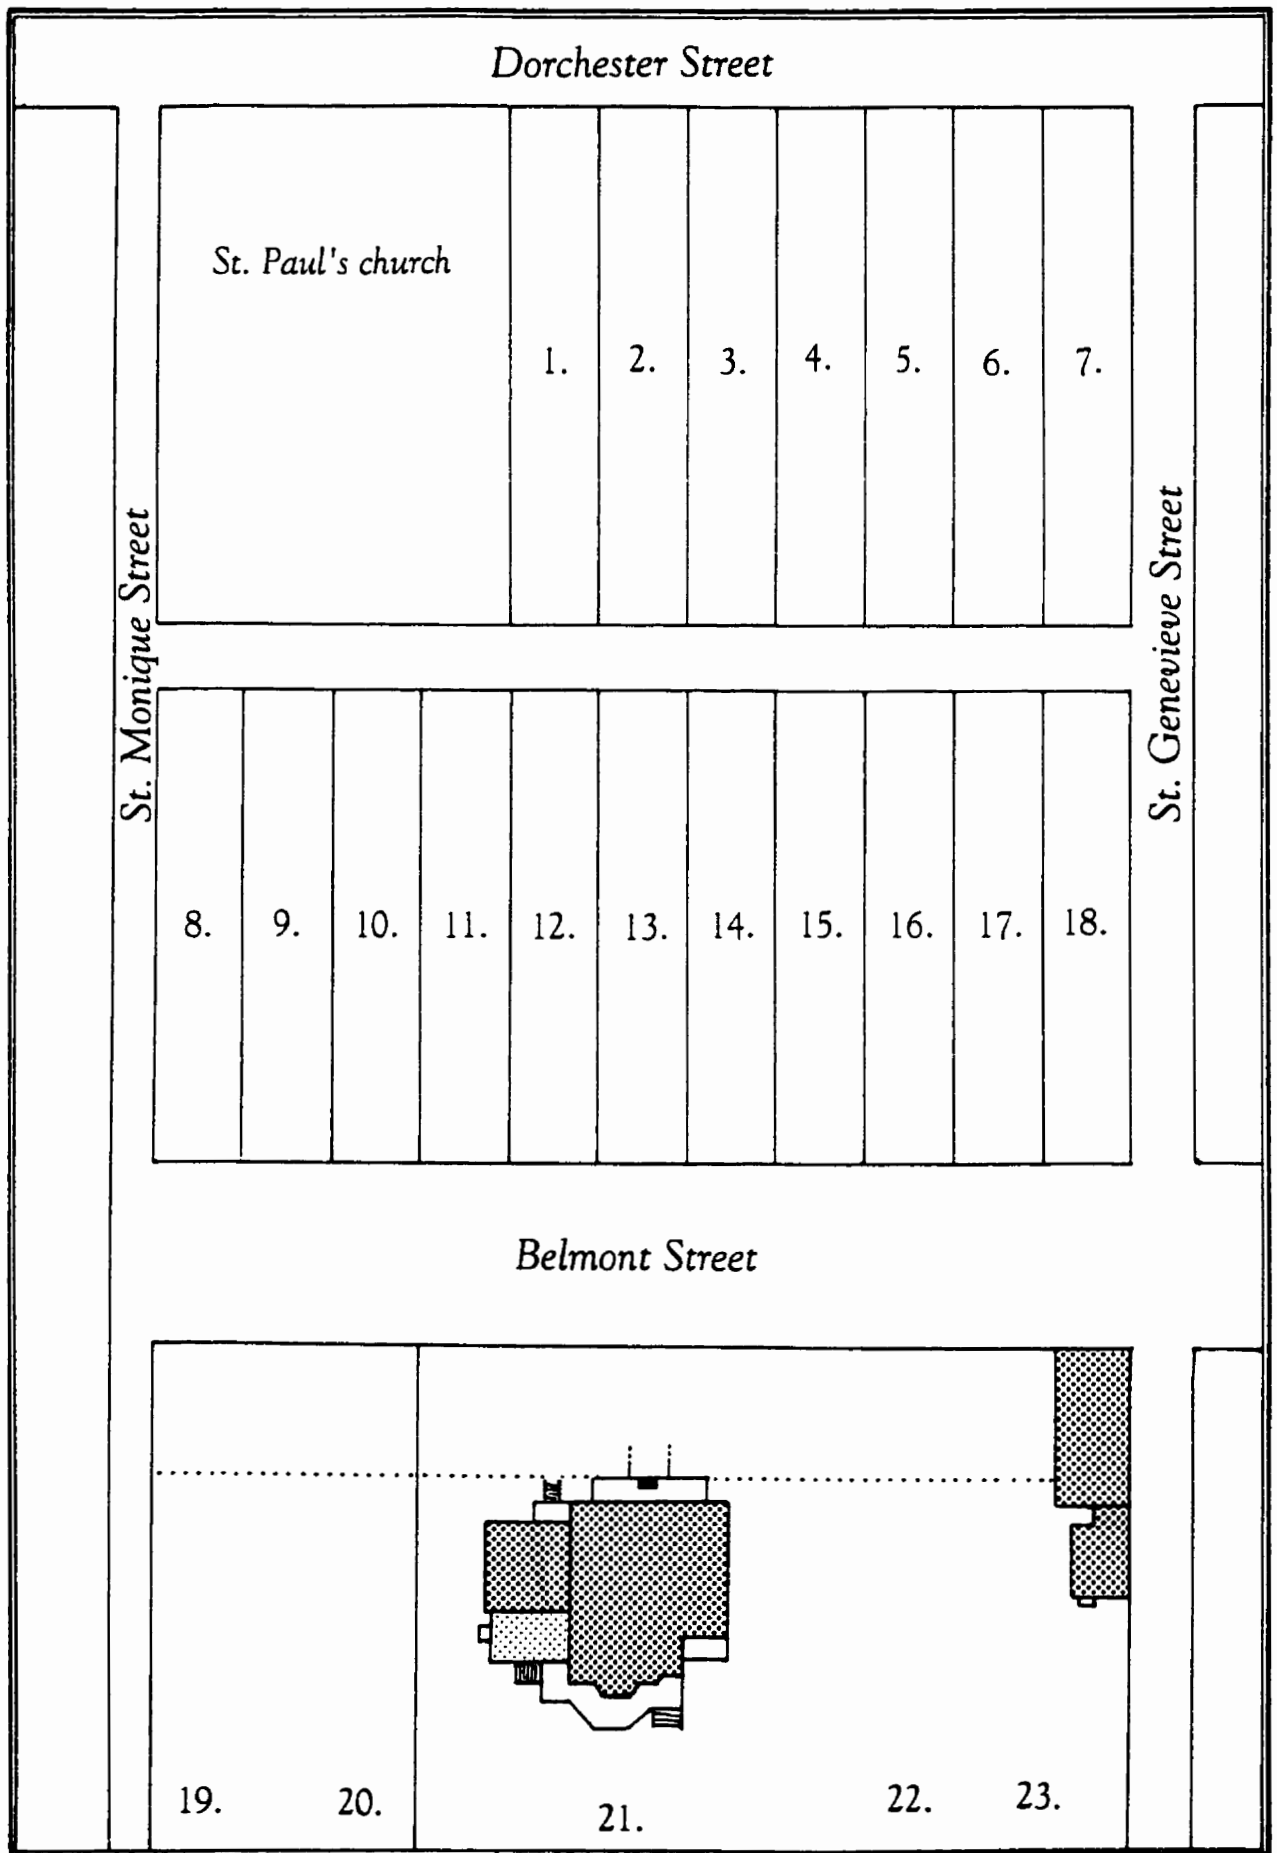 Dorchester Street
St. Paul's church
1. 2. 3. 4. 5. 6. 7.
St. Monique Street
St. Genevieve Street
8. 9. 10. 11. 12. 13. 14. 15. 16. 17. 18.
Belmont Street
19. 20. 21. 22. 23.